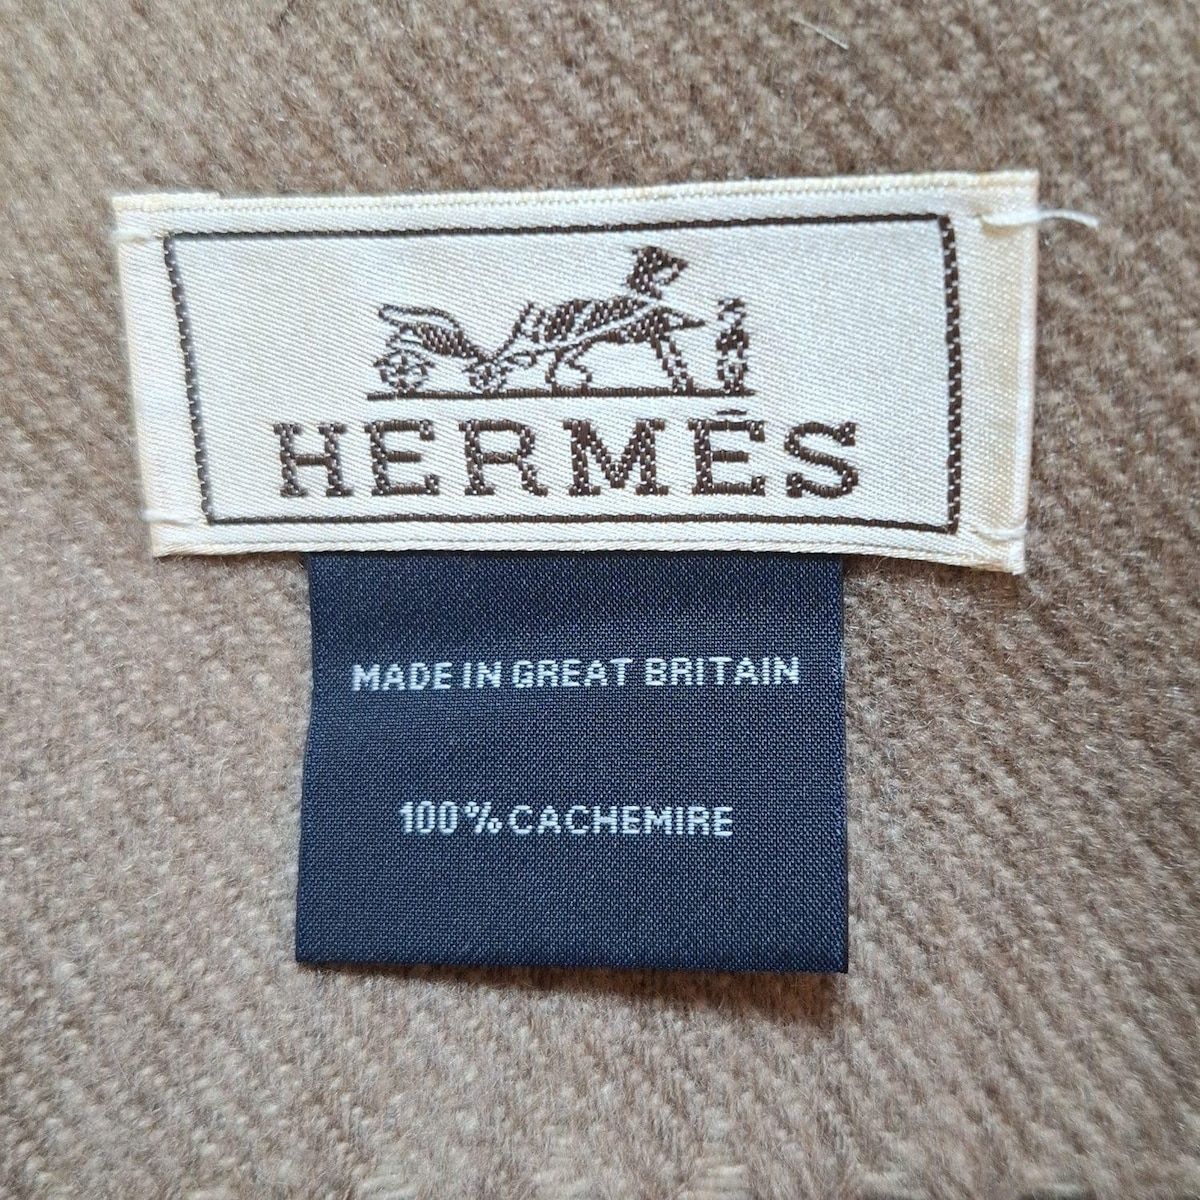 HERMÈS
MADE IN GREAT BRITAIN
100% CACHEMIRE